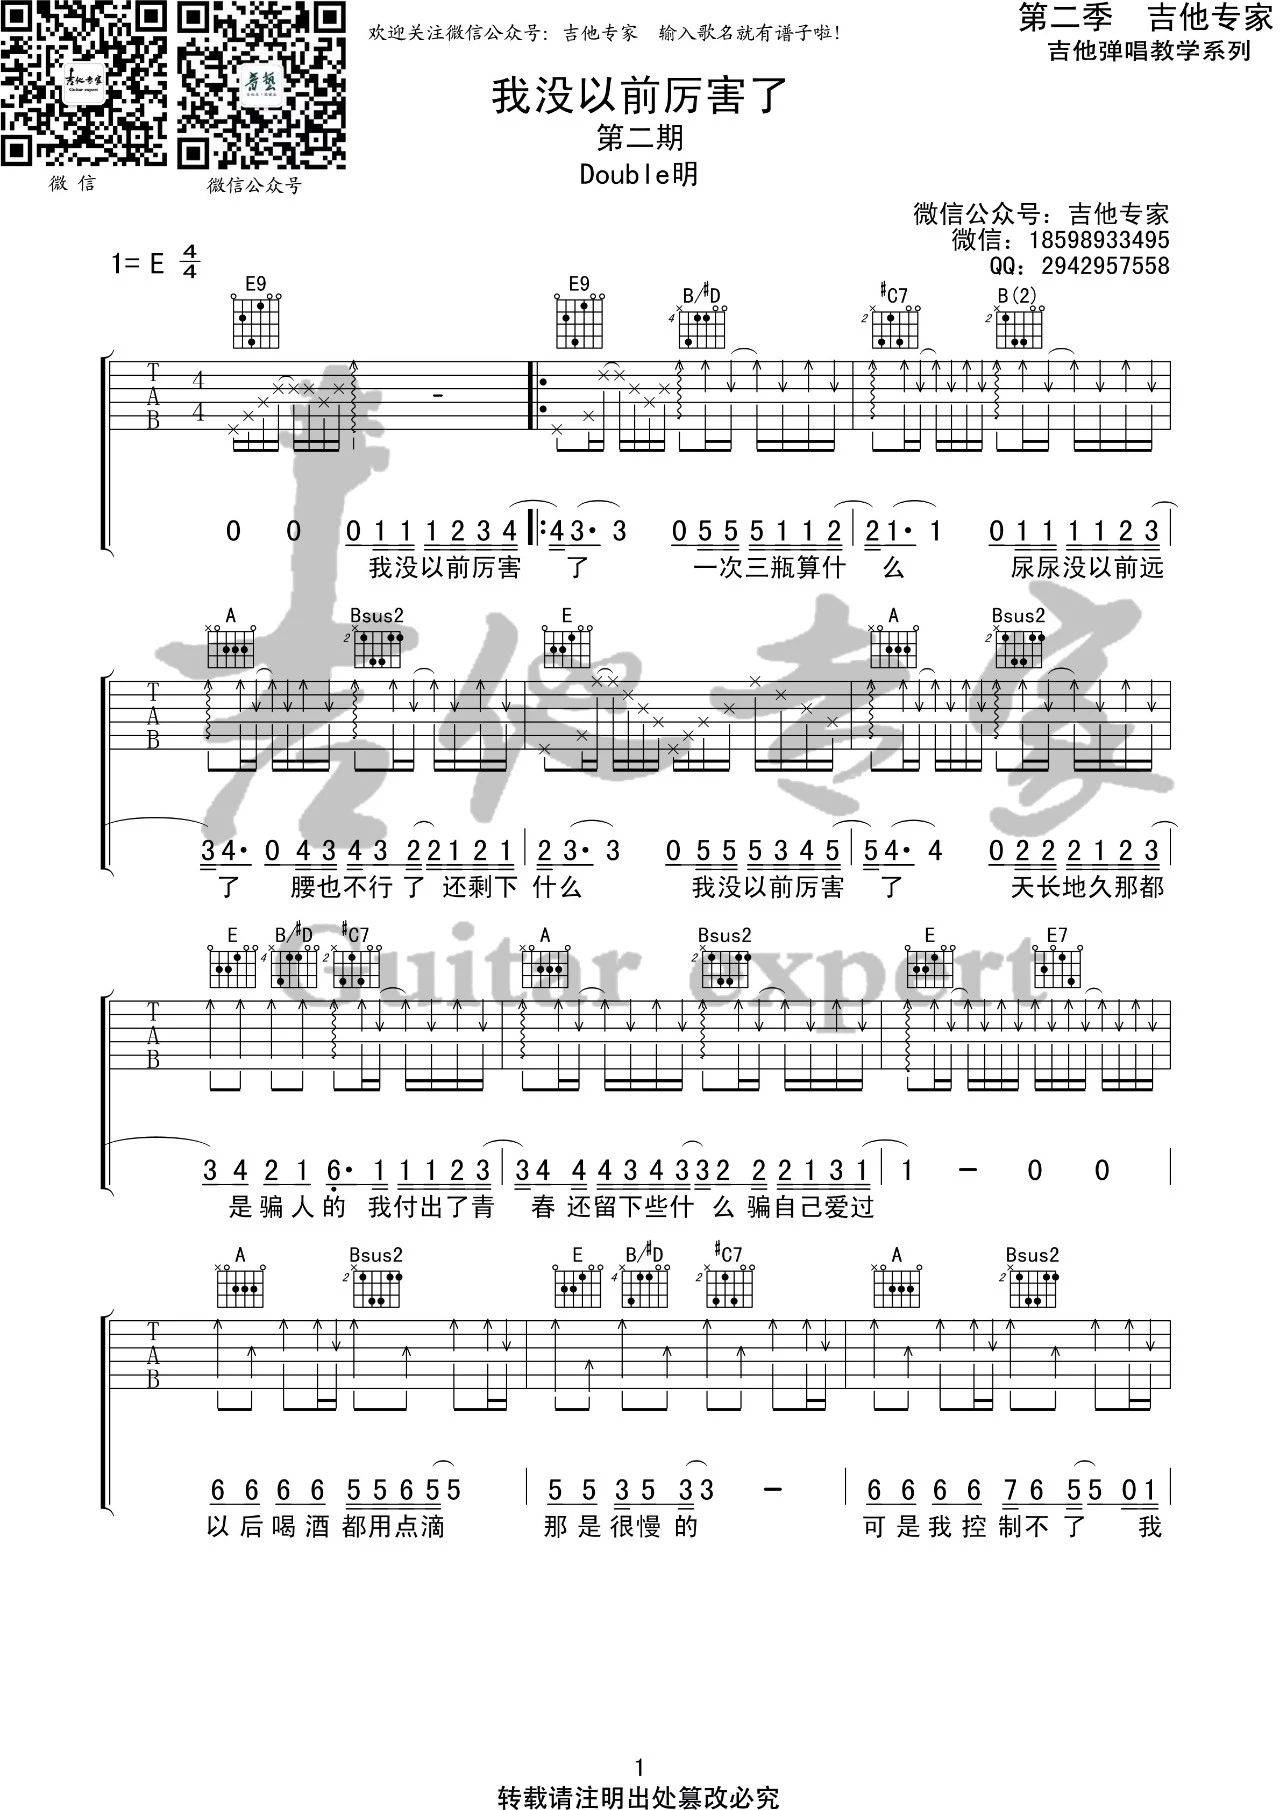 欢迎关注微信公众号：吉他专家　输入歌名就有谱子啦！
第二季　吉他专家
吉他弹唱教学系列
微 信
微信公众号
我没以前厉害了
第二期
Double明
微信公众号：吉他专家
微信：18598933495
QQ：2942957558
1= E 4/4
E9 E9 B/#D #C7 B(2)
T A B 4 4
0 0 0 1 1 1 2 3 4 4 3· 3 0 5 5 5 1 1 2 2 1· 1 0 1 1 1 1 2 3
我没以前厉害 了 一次三瓶算什 么 尿尿没以前远
A Bsus2 E A Bsus2
T A B
3 4· 0 4 3 4 3 2 2 1 2 1 2 3· 3 0 5 5 5 3 4 5 5 4· 4 0 2 2 2 1 2 3
了 腰也不行了 还剩下 什么 我没以前厉害 了 天长地久那都
E B/#D #C7 A Bsus2 E E7
T A B
3 4 2 1 6· 1 1 1 2 3 3 4 4 4 3 4 3 3 2 2 2 1 3 1 1 – 0 0
是骗人的 我付出了青 春 还留下些什 么 骗自己爱过
A Bsus2 E B/#D #C7 A Bsus2
T A B
6 6 6 6 5 5 6 5 5 5 5 3 5 3 3 – 6 6 6 6 7 6 5 5 0 1
以后喝酒都用点滴 那是很慢的 可是我控制不了 我
吉他专家
Guitar expert
1
转载请注明出处篡改必究